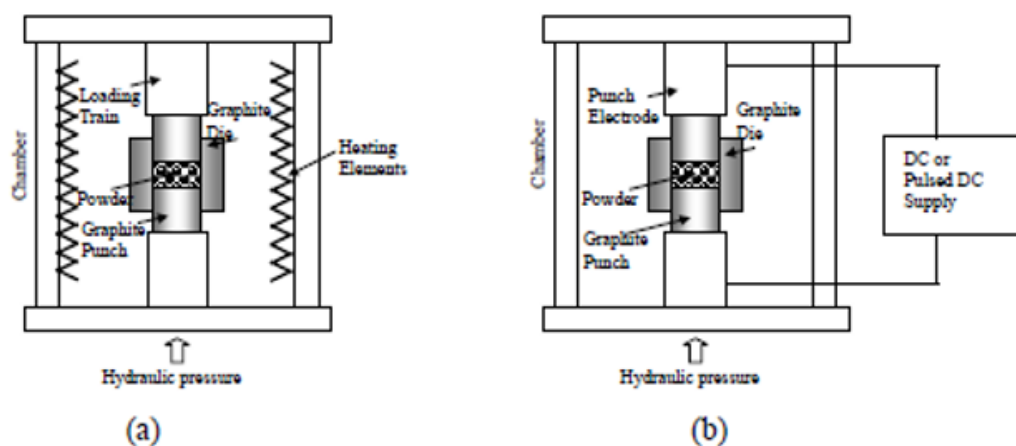 Chamber
Loading
Train
Graphite
Die
Heating
Elements
Powder
Graphite
Punch
Hydraulic pressure
(a)
Chamber
Punch
Electrode
Graphite
Die
DC or
Pulsed DC
Supply
Powder
Graphite
Punch
Hydraulic pressure
(b)